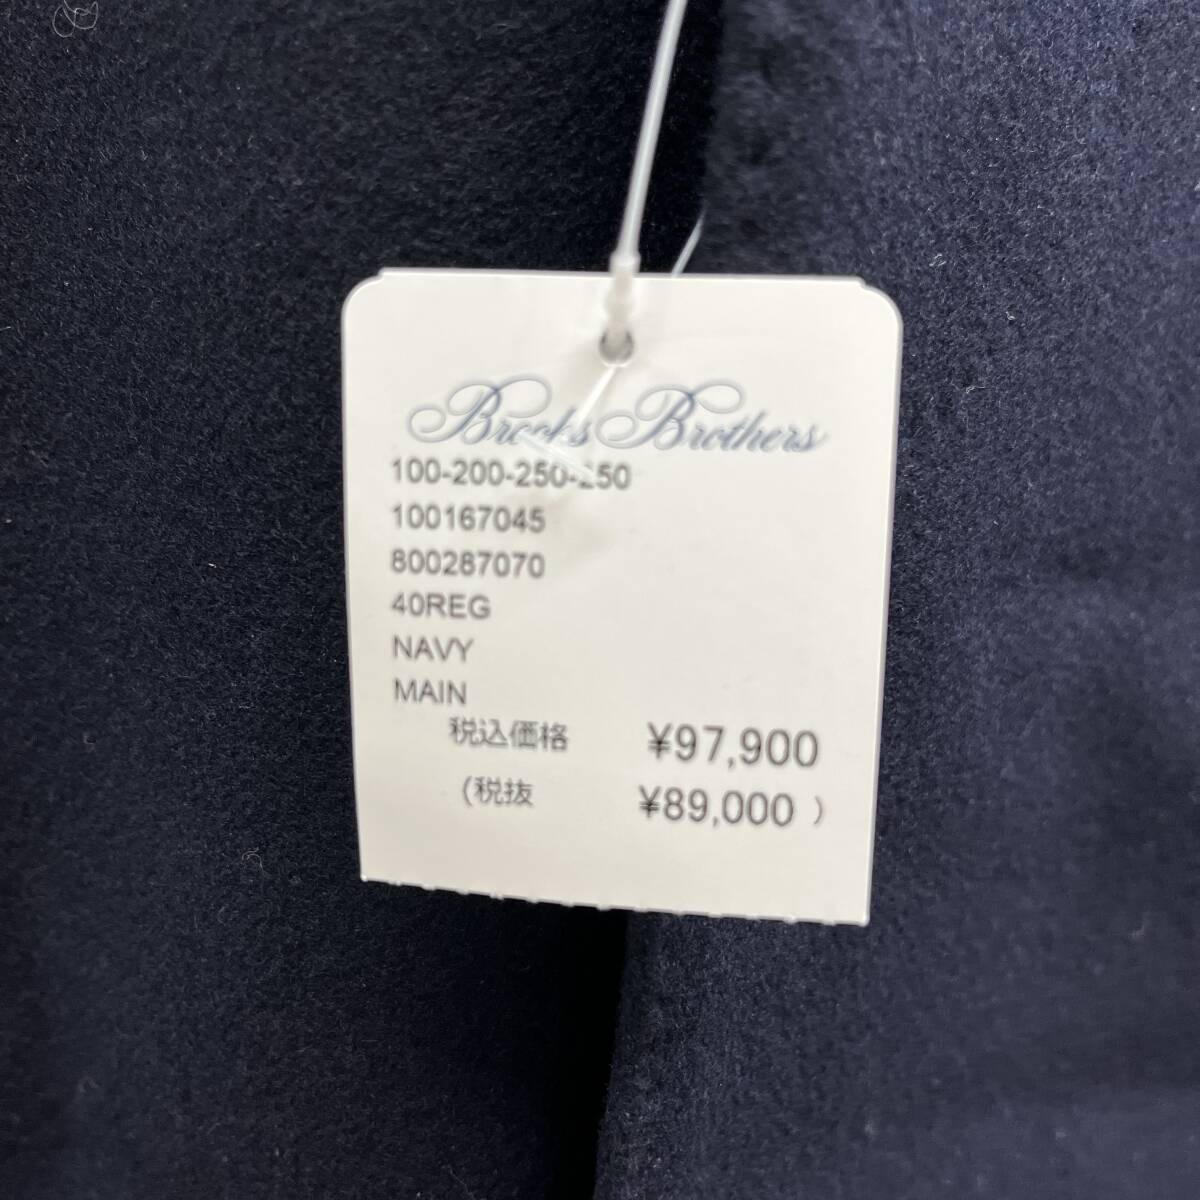 Brooks Brothers
100-200-250-250
100167045
800287070
40REG
NAVY
MAIN
税込価格 ¥97,900
(税抜 ¥89,000 )